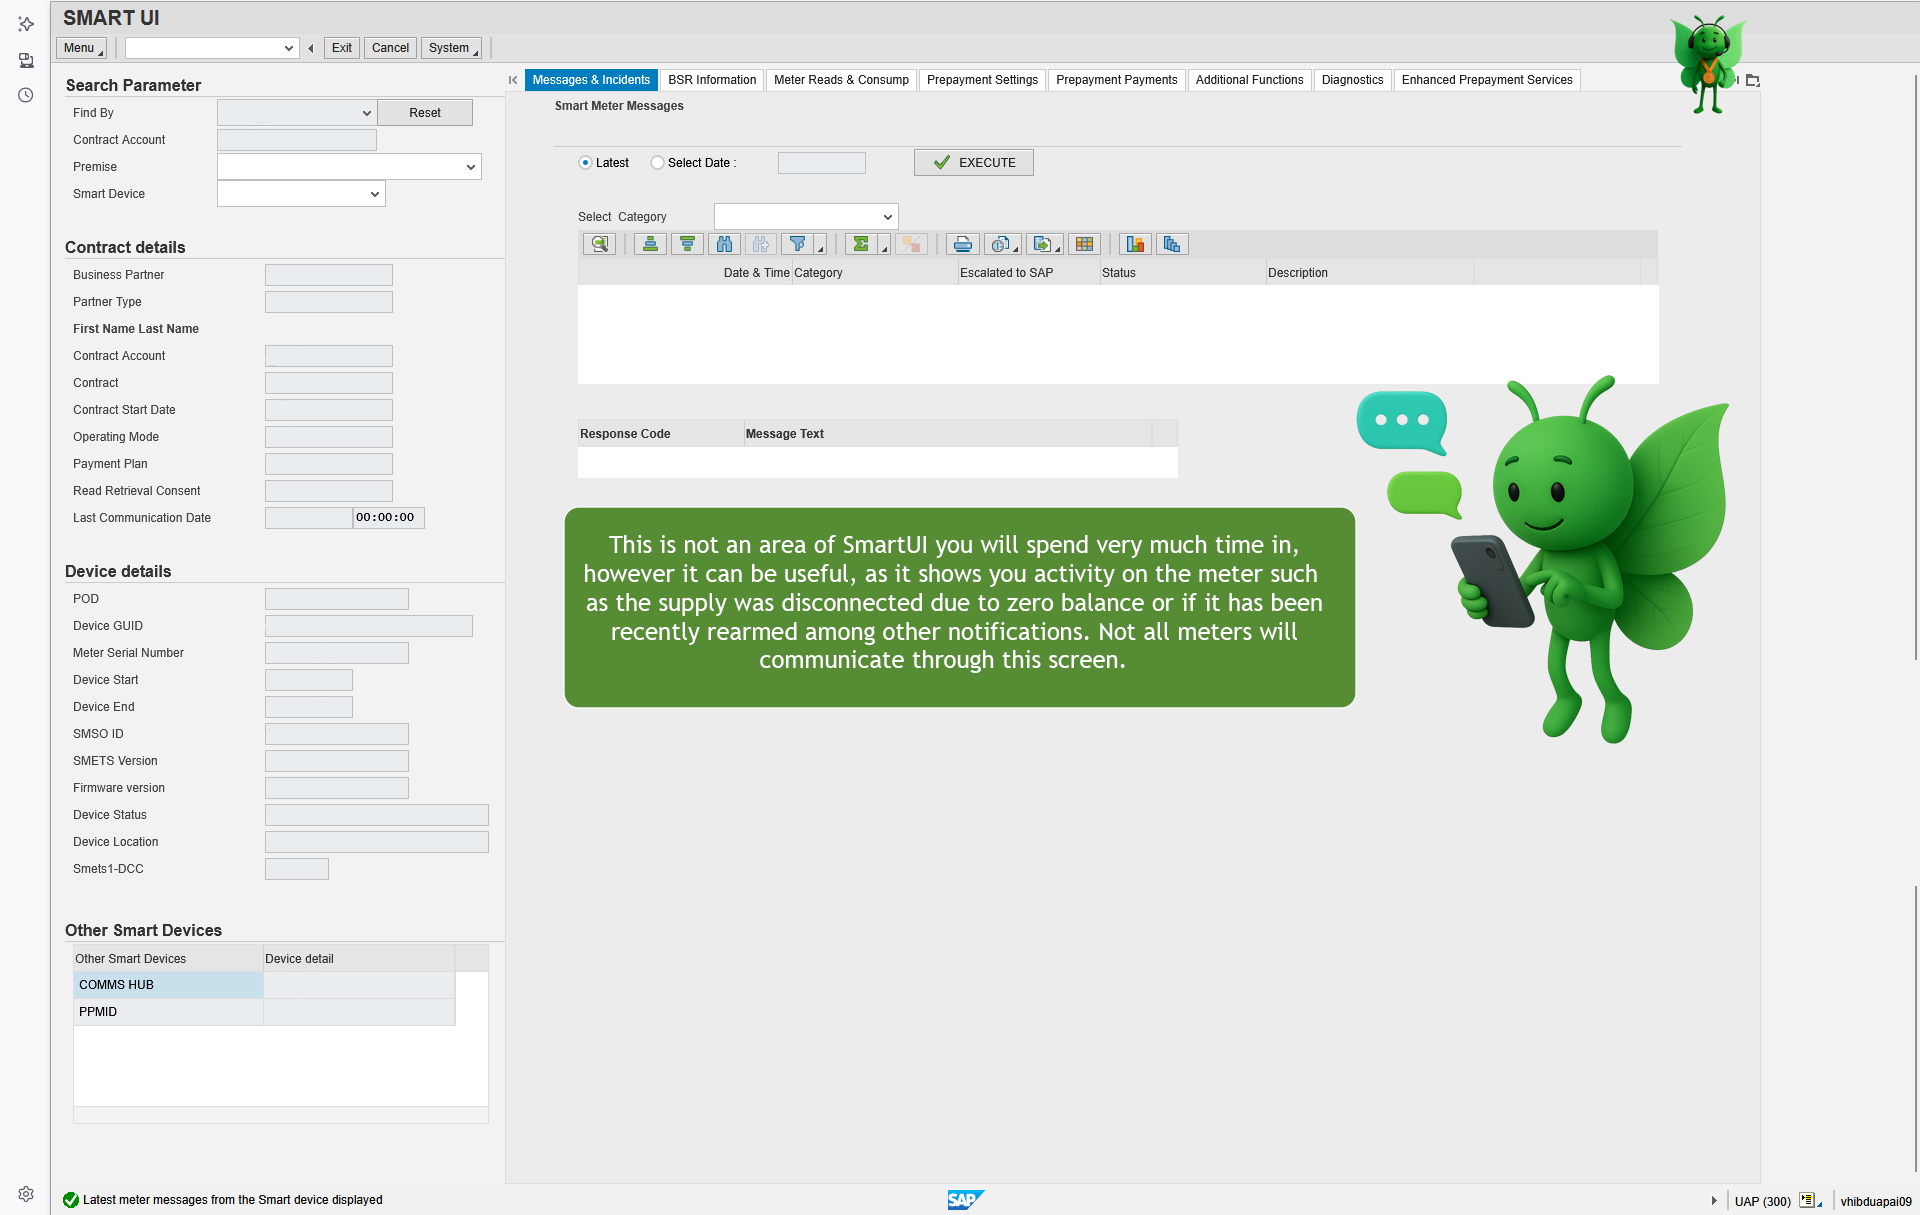 SMART UI
Menu
Exit
Cancel
System
Search Parameter
Find By
Reset
Contract Account
Premise
Smart Device
Contract details
Business Partner
Partner Type
First Name Last Name
Contract Account
Contract
Contract Start Date
Operating Mode
Payment Plan
Read Retrieval Consent
Last Communication Date
00:00:00
Device details
POD
Device GUID
Meter Serial Number
Device Start
Device End
SMSO ID
SMETS Version
Firmware version
Device Status
Device Location
Smets1-DCC
Other Smart Devices
Other Smart Devices Device detail
COMMS HUB
PPMID
Messages & Incidents
BSR Information
Meter Reads & Consump
Prepayment Settings
Prepayment Payments
Additional Functions
Diagnostics
Enhanced Prepayment Services
Smart Meter Messages
Latest
Select Date :
EXECUTE
Select Category
Date & Time Category Escalated to SAP Status Description
Response Code Message Text
This is not an area of SmartUI you will spend very much time in,
however it can be useful, as it shows you activity on the meter such
as the supply was disconnected due to zero balance or if it has been
recently rearmed among other notifications. Not all meters will
communicate through this screen.
Latest meter messages from the Smart device displayed
SAP
UAP (300)
vhibduapai09